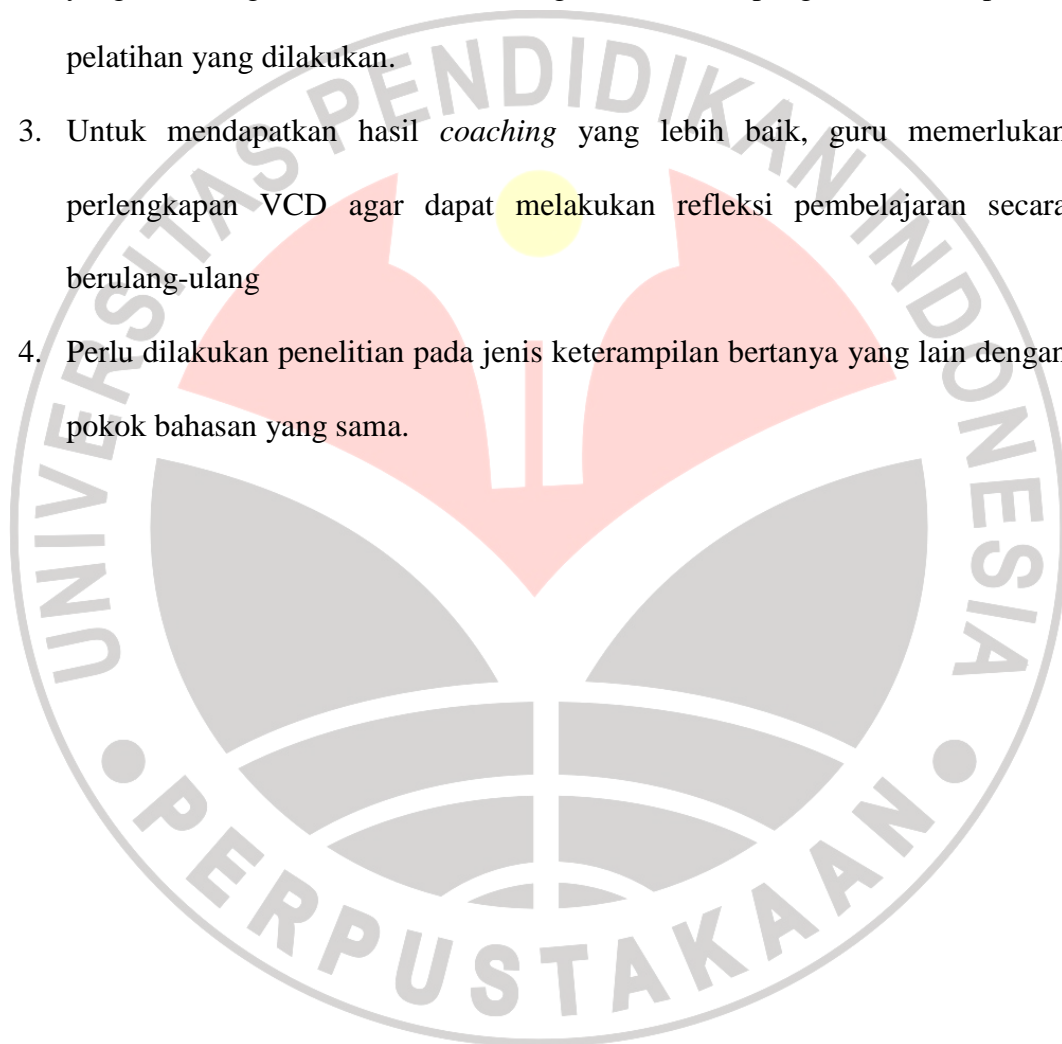 pelatihan yang dilakukan.
3. Untuk mendapatkan hasil coaching yang lebih baik, guru memerlukan
perlengkapan VCD agar dapat melakukan refleksi pembelajaran secara
berulang-ulang
4. Perlu dilakukan penelitian pada jenis keterampilan bertanya yang lain dengan
pokok bahasan yang sama.
UNIVERSITAS PENDIDIKAN INDONESIA
PERPUSTAKAAN